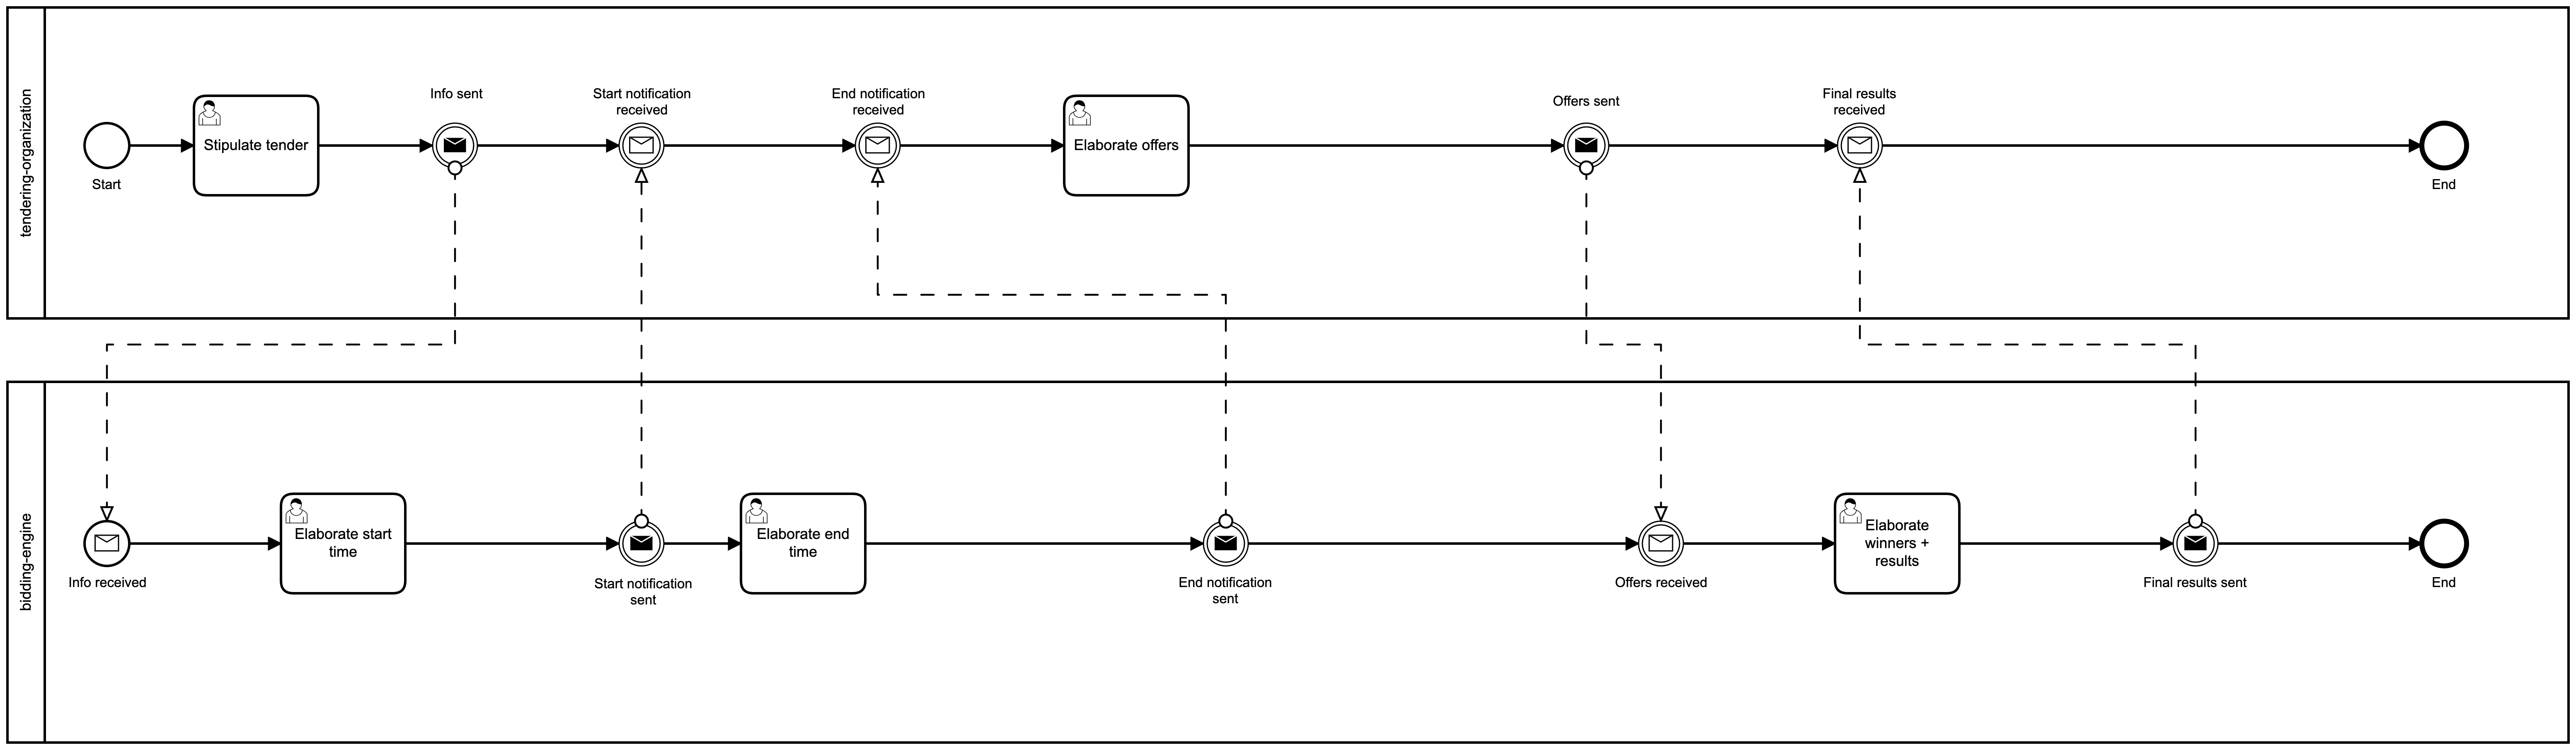 tendering-organization
Start
Stipulate tender
Info sent
Start notification
received
End notification
received
Elaborate offers
Offers sent
Final results
received
End
bidding-engine
Info received
Elaborate start
time
Start notification
sent
Elaborate end
time
End notification
sent
Offers received
Elaborate
winners +
results
Final results sent
End